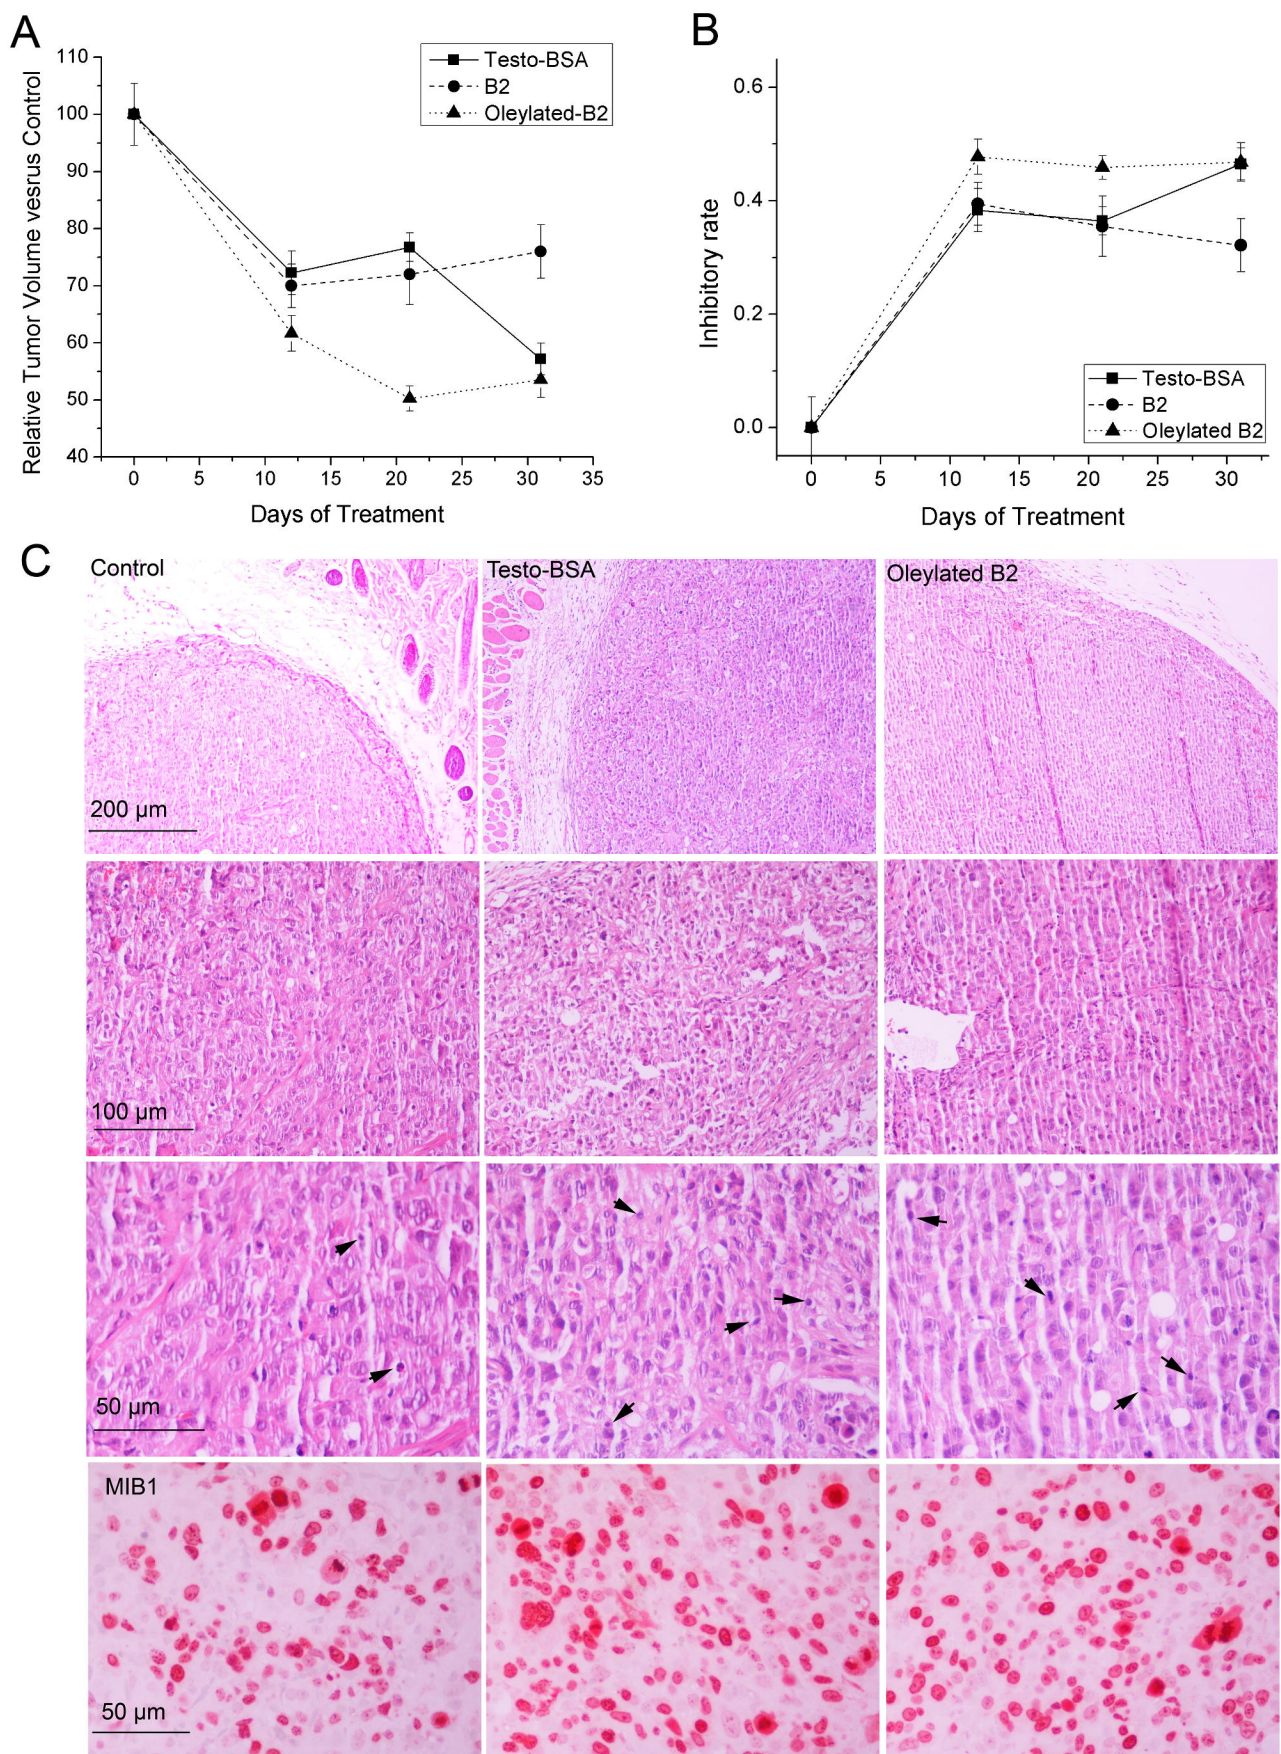 A
Relative Tumor Volume vesrus Control
110
100
90
80
70
60
50
40
0 5 10 15 20 25 30 35
Days of Treatment
Testo-BSA
B2
Oleylated-B2
B
Inhibitory rate
0.6
0.4
0.2
0.0
0 5 10 15 20 25 30
Days of Treatment
Testo-BSA
B2
Oleylated B2
C
Control
Testo-BSA
Oleylated B2
200 µm
100 µm
50 µm
MIB1
50 µm